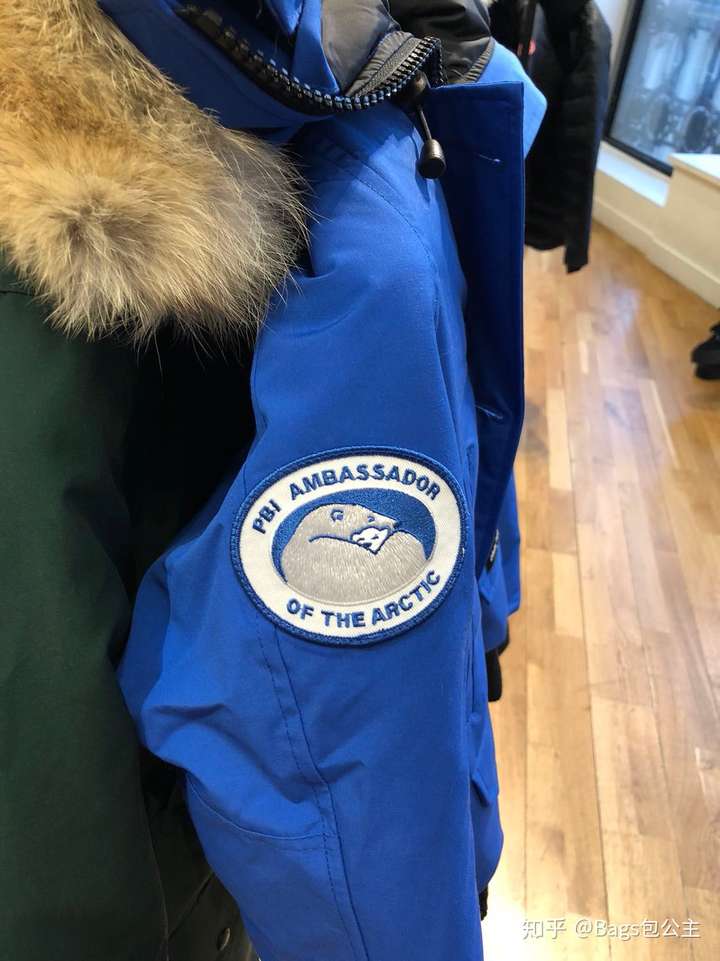 PBI AMBASSADOR
OF THE ARCTIC
知乎 @Bags包公主